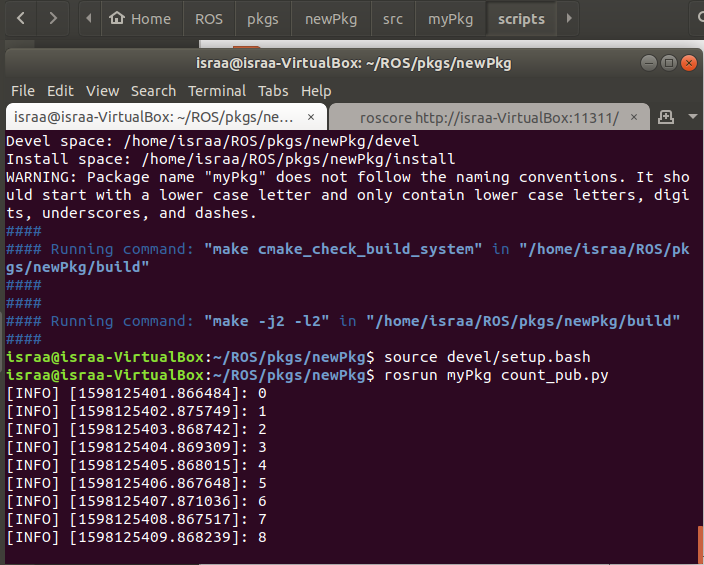 Home ROS pkgs newPkg src myPkg scripts
israa@israa-VirtualBox: ~/ROS/pkgs/newPkg
File Edit View Search Terminal Tabs Help
israa@israa-VirtualBox: ~/ROS/pkgs/ne... × roscore http://israa-VirtualBox:11311/ ×
Devel space: /home/israa/ROS/pkgs/newPkg/devel
Install space: /home/israa/ROS/pkgs/newPkg/install
WARNING: Package name "myPkg" does not follow the naming conventions. It sho
uld start with a lower case letter and only contain lower case letters, digi
ts, underscores, and dashes.
####
#### Running command: "make cmake_check_build_system" in "/home/israa/ROS/pk
gs/newPkg/build"
####
####
#### Running command: "make -j2 -l2" in "/home/israa/ROS/pkgs/newPkg/build"
####
israa@israa-VirtualBox:~/ROS/pkgs/newPkg$ source devel/setup.bash
israa@israa-VirtualBox:~/ROS/pkgs/newPkg$ rosrun myPkg count_pub.py
[INFO] [1598125401.866484]: 0
[INFO] [1598125402.875749]: 1
[INFO] [1598125403.868742]: 2
[INFO] [1598125404.869309]: 3
[INFO] [1598125405.868015]: 4
[INFO] [1598125406.867648]: 5
[INFO] [1598125407.871036]: 6
[INFO] [1598125408.867517]: 7
[INFO] [1598125409.868239]: 8